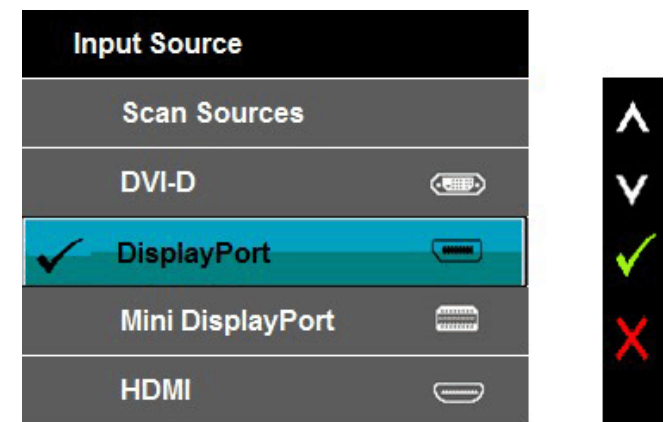 Input Source
Scan Sources
DVI-D
DisplayPort
Mini DisplayPort
HDMI